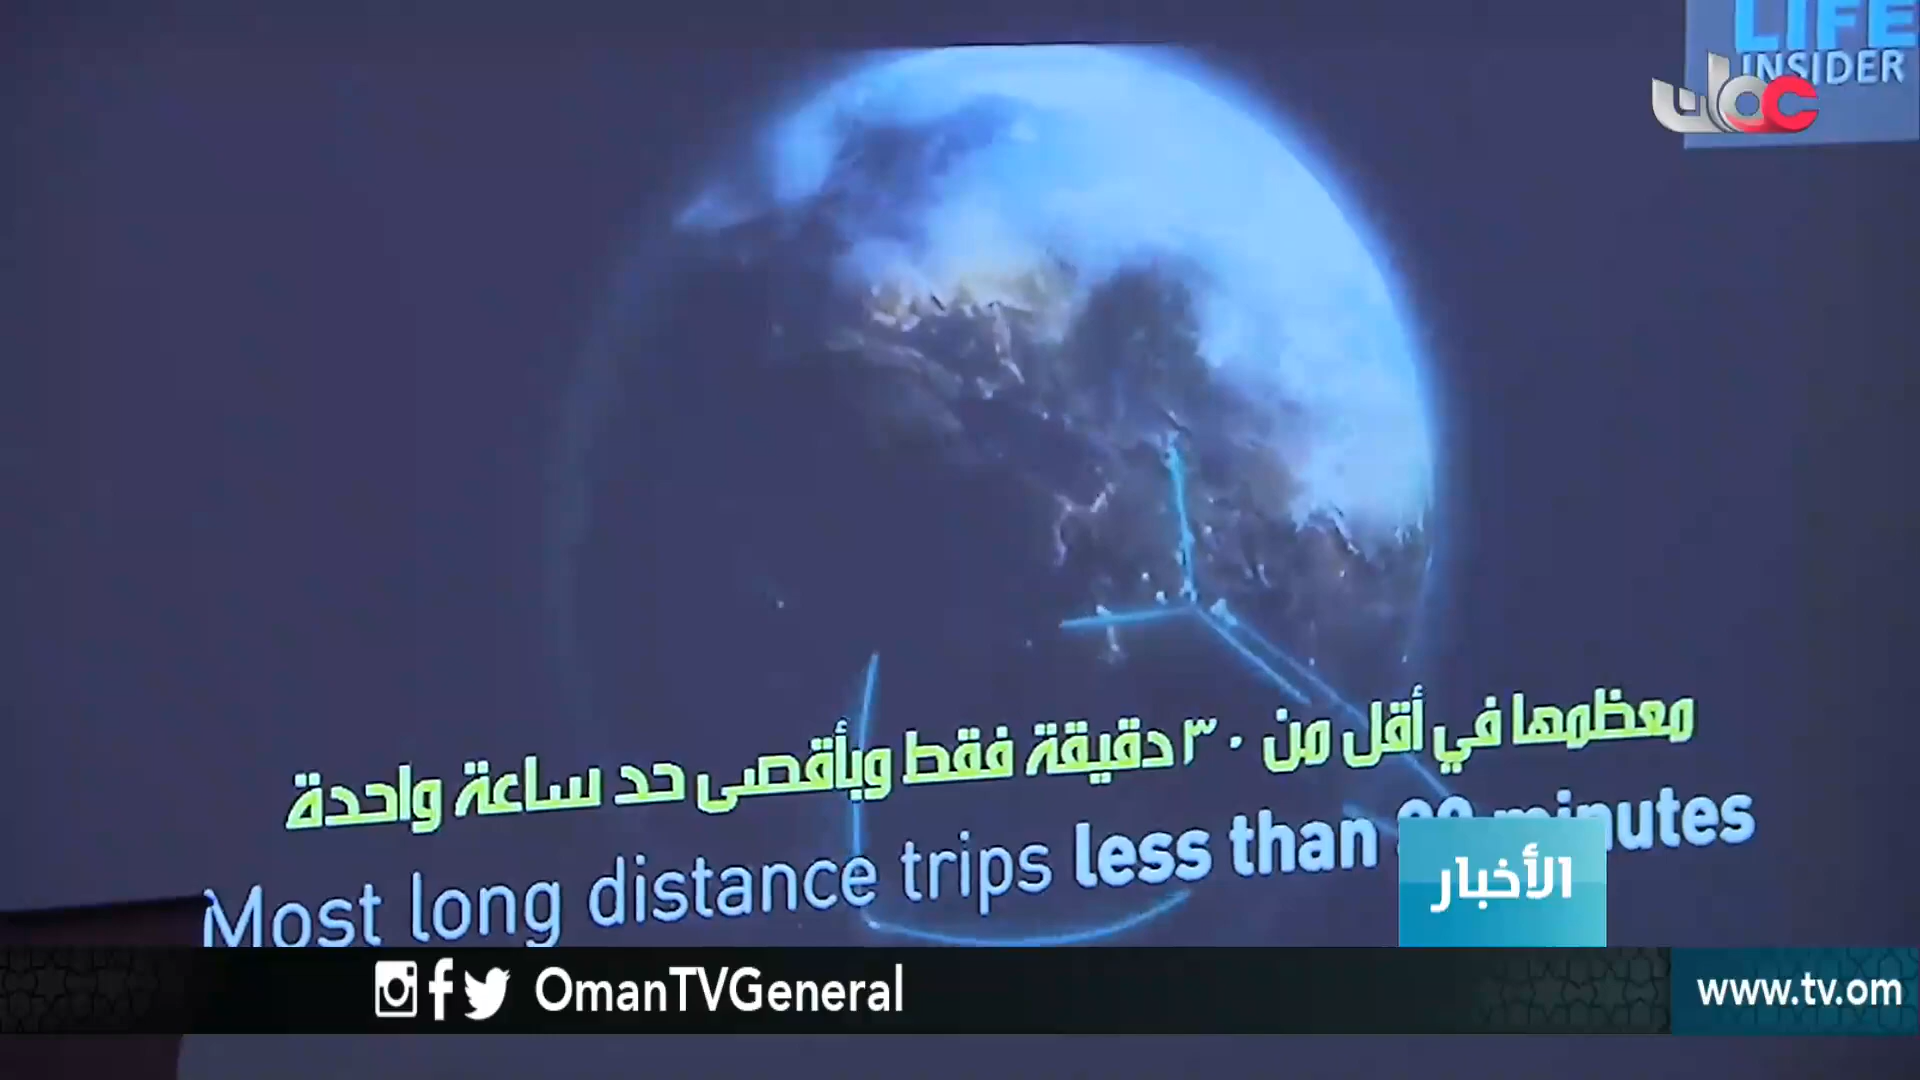 LIFE
INSIDER
عمان
معظمها في أقل من ٣٠ دقيقة فقط وبأقصى حد ساعة واحدة
Most long distance trips less than minutes
الأخبار
OmanTVGeneral
www.tv.om